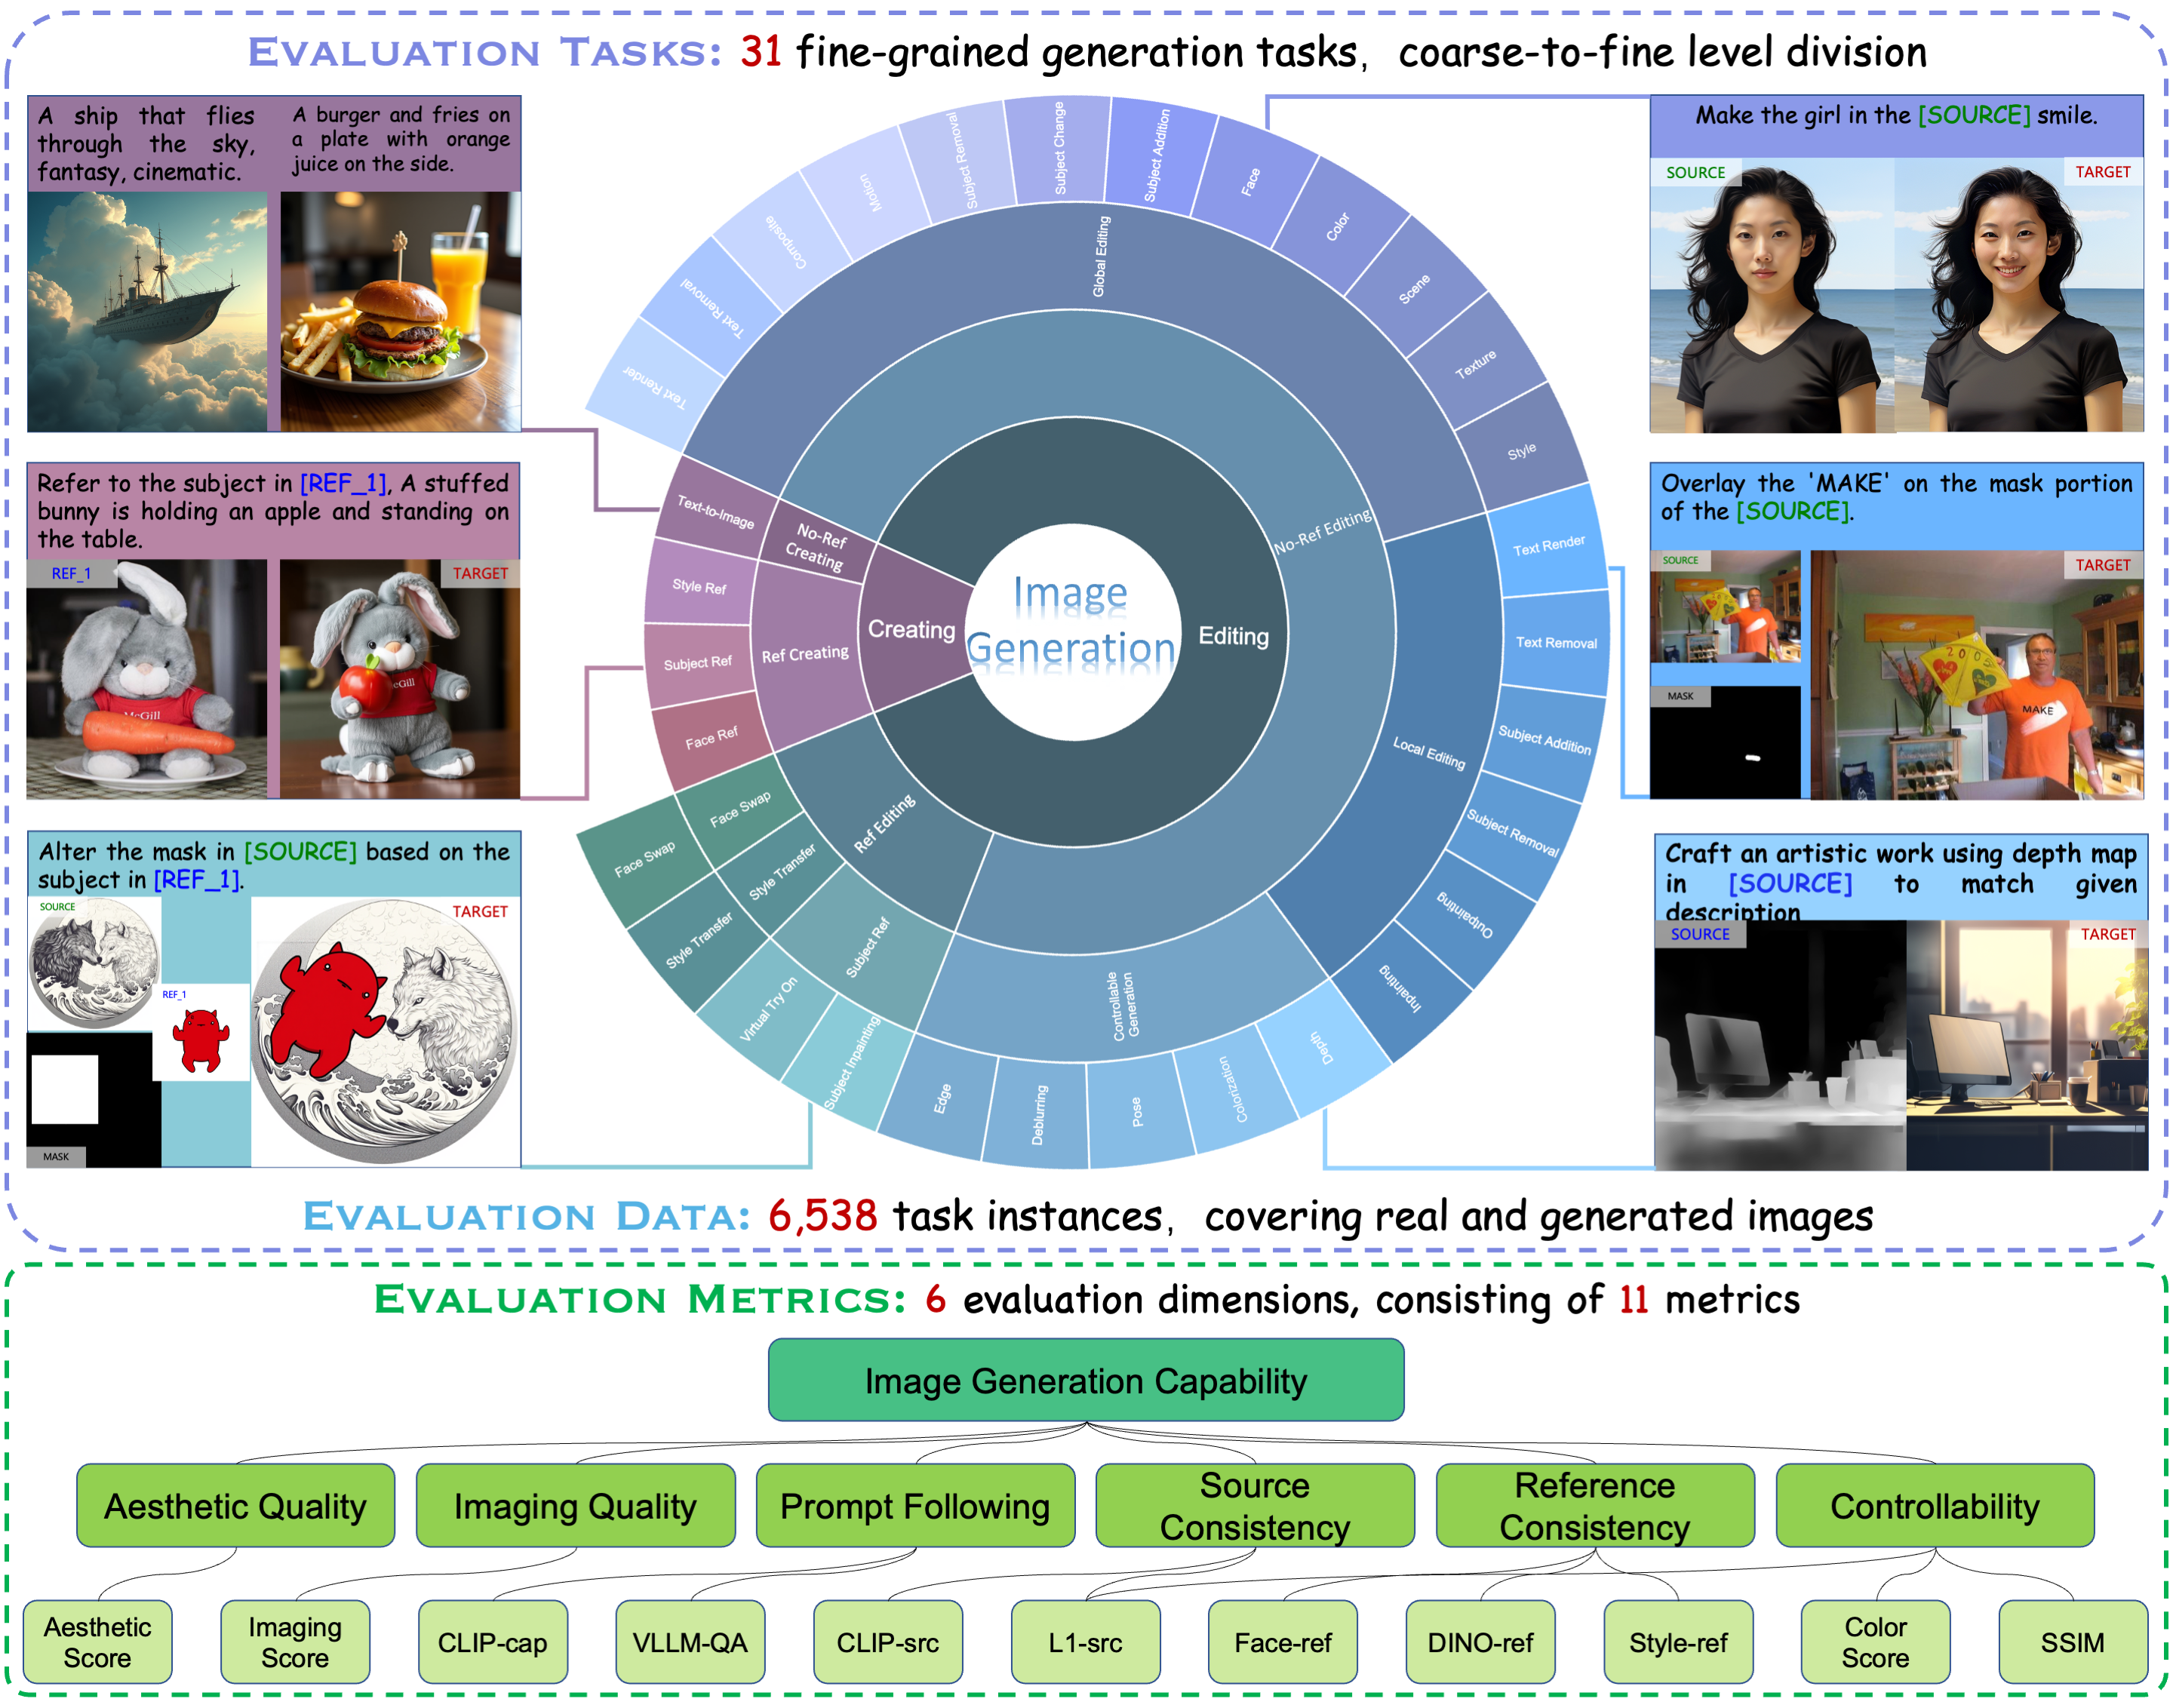 EVALUATION TASKS: 31 fine-grained generation tasks, coarse-to-fine level division
A ship that flies
through the sky,
fantasy, cinematic.
A burger and fries on
a plate with orange
juice on the side.
Refer to the subject in [REF_1], A stuffed
bunny is holding an apple and standing on
the table.
REF_1
TARGET
McGill
McGill
Alter the mask in [SOURCE] based on the
subject in [REF_1].
SOURCE
REF_1
MASK
TARGET
Text Render
Text Removal
Composite
Motion
Subject Removal
Subject Change
Subject Addition
Face
Color
Scene
Texture
Style
Global Editing
Text Render
Text Removal
Subject Addition
Subject Removal
Outpainting
Inpainting
Local Editing
No-Ref Editing
Depth
Colorization
Pose
Deblurring
Edge
Controllable
Generation
Subject Inpainting
Virtual Try On
Style Transfer
Face Swap
Subject Ref
Style Transfer
Face Swap
Ref Editing
Face Ref
Subject Ref
Style Ref
Text-to-Image
Ref Creating
No-Ref
Creating
Creating
Editing
Image
Generation
Make the girl in the [SOURCE] smile.
SOURCE
TARGET
Overlay the 'MAKE' on the mask portion
of the [SOURCE].
SOURCE
MASK
TARGET
2005
MAKE
Craft an artistic work using depth map
in [SOURCE] to match given
description
SOURCE
TARGET
EVALUATION DATA: 6,538 task instances, covering real and generated images
EVALUATION METRICS: 6 evaluation dimensions, consisting of 11 metrics
Image Generation Capability
Aesthetic Quality
Imaging Quality
Prompt Following
Source
Consistency
Reference
Consistency
Controllability
Aesthetic
Score
Imaging
Score
CLIP-cap
VLLM-QA
CLIP-src
L1-src
Face-ref
DINO-ref
Style-ref
Color
Score
SSIM